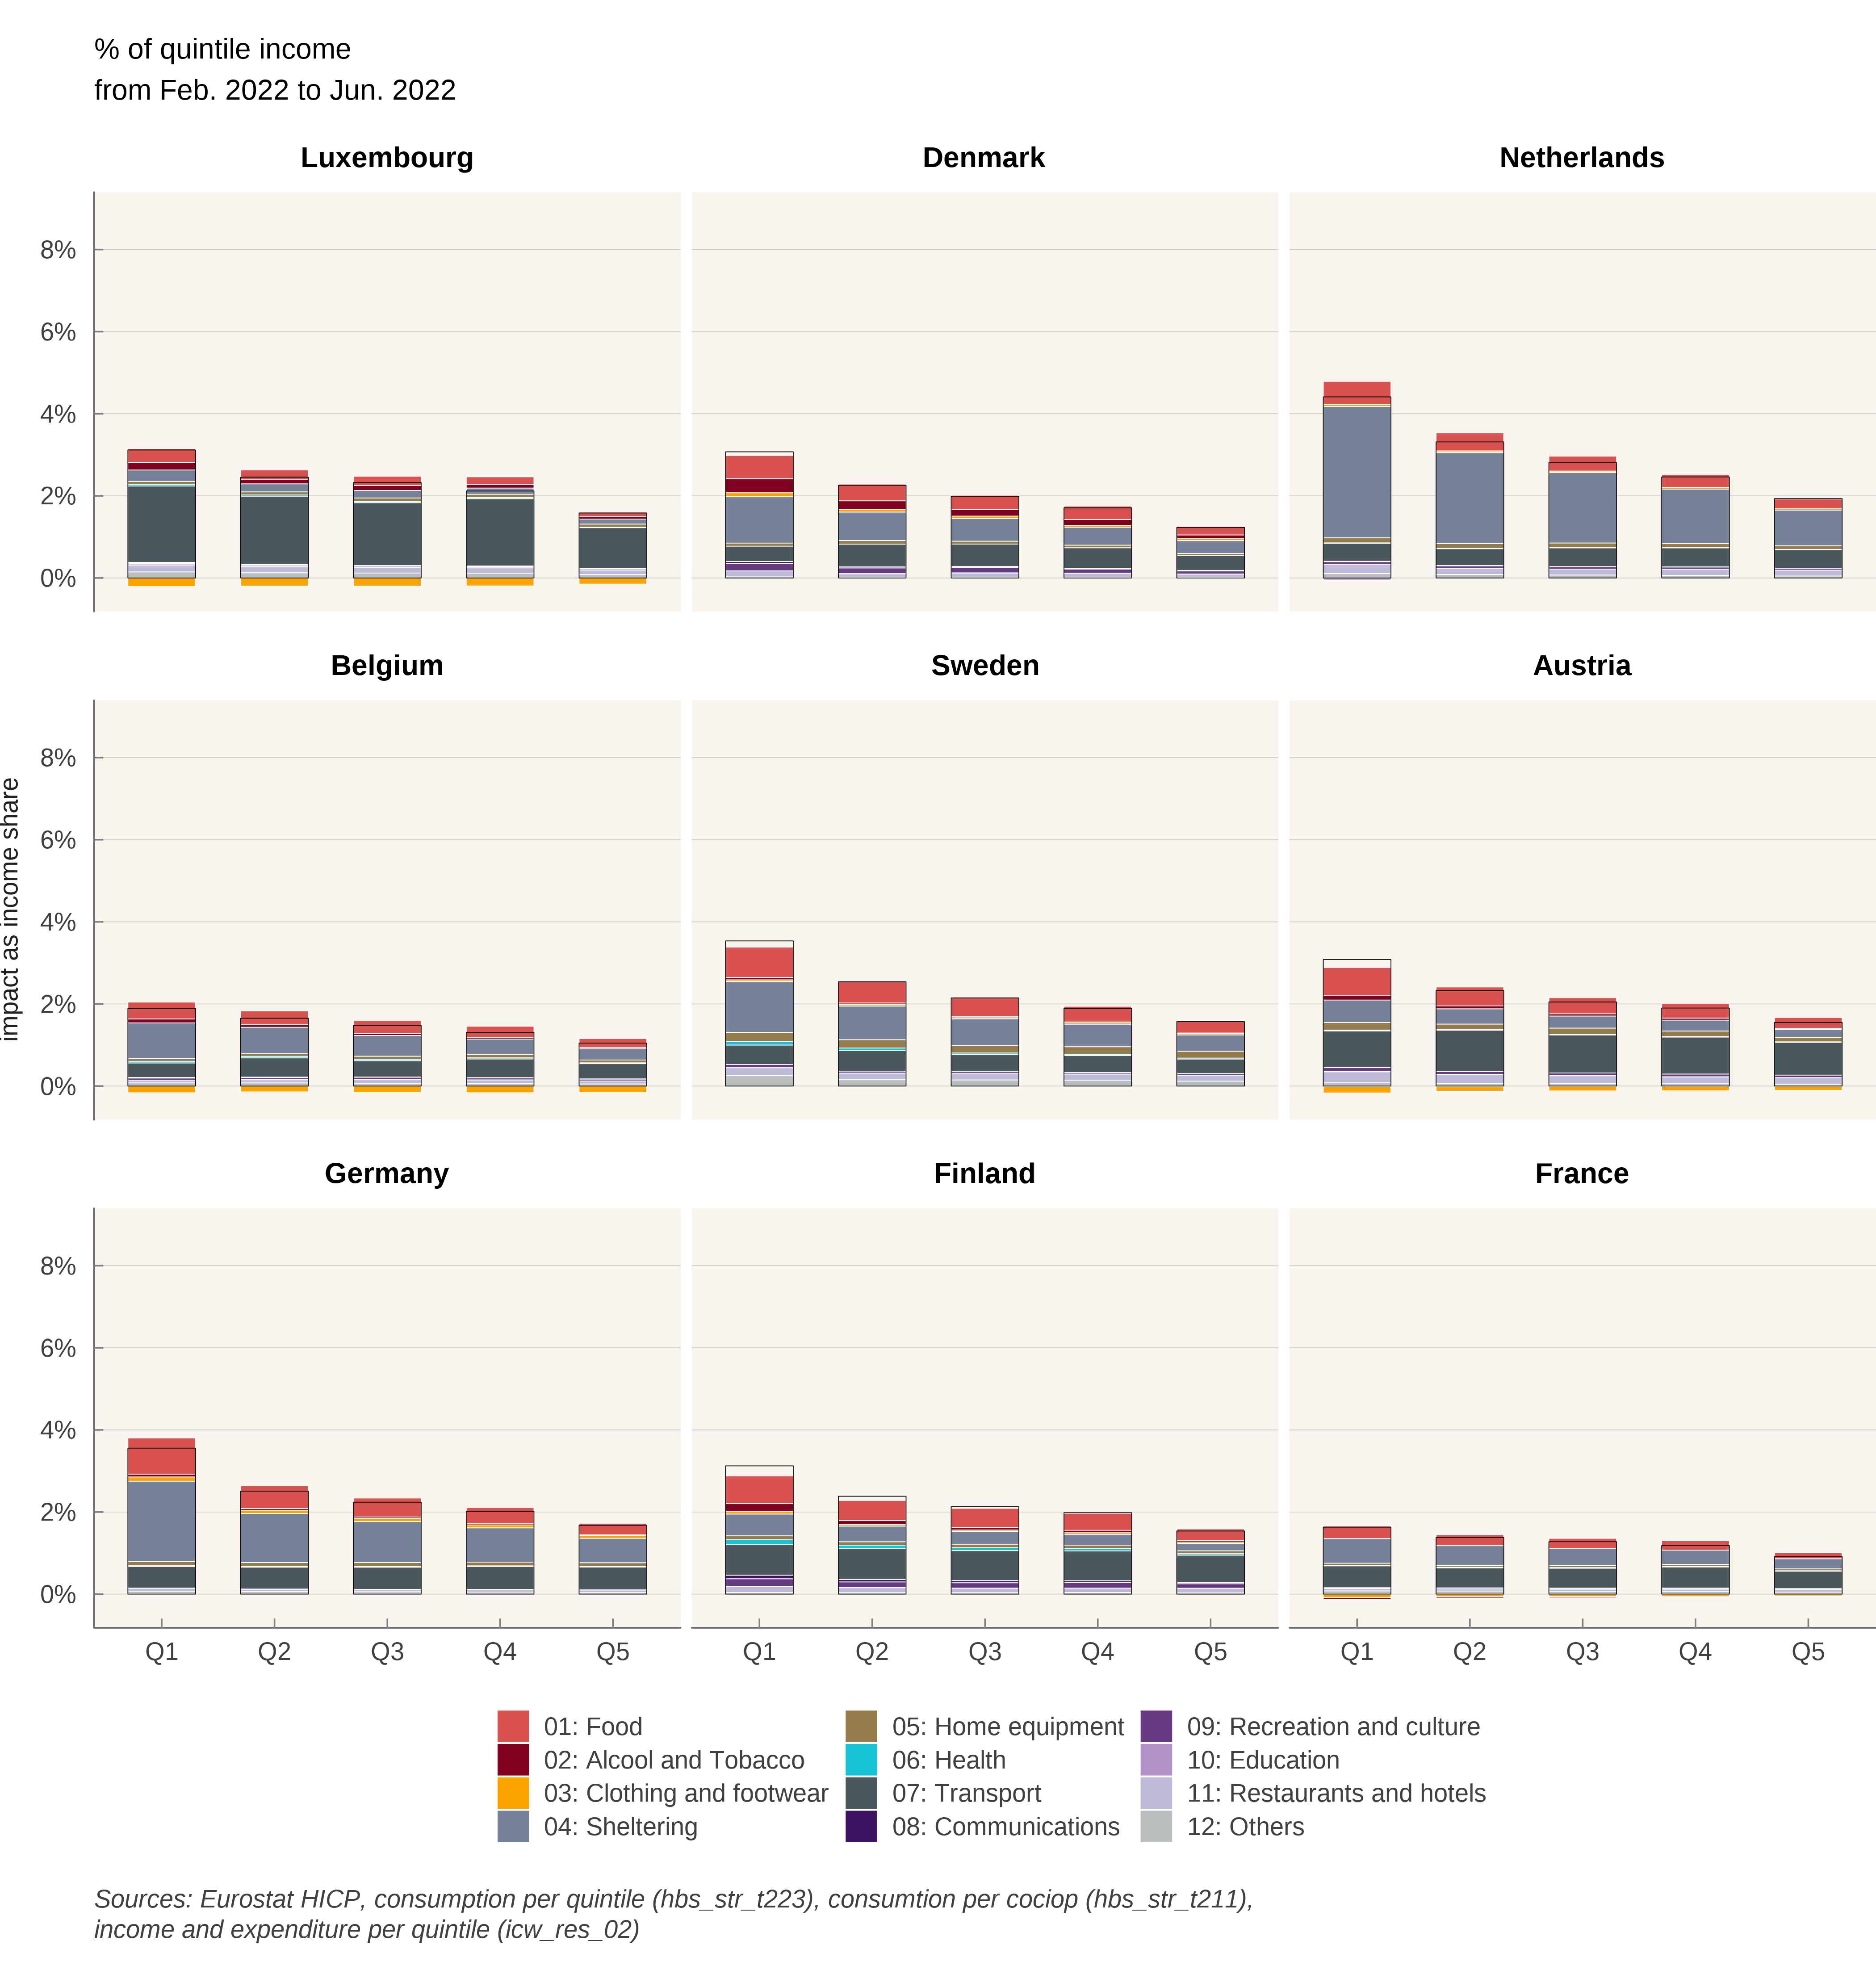 % of quintile income
from Feb. 2022 to Jun. 2022
Luxembourg
Denmark
Netherlands
8%
6%
4%
2%
0%
Belgium
Sweden
Austria
8%
6%
4%
2%
0%
impact as income share
Germany
Finland
France
8%
6%
4%
2%
0%
Q1 Q2 Q3 Q4 Q5
Q1 Q2 Q3 Q4 Q5
Q1 Q2 Q3 Q4 Q5
01: Food
02: Alcool and Tobacco
03: Clothing and footwear
04: Sheltering
05: Home equipment
06: Health
07: Transport
08: Communications
09: Recreation and culture
10: Education
11: Restaurants and hotels
12: Others
Sources: Eurostat HICP, consumption per quintile (hbs_str_t223), consumtion per cociop (hbs_str_t211),
income and expenditure per quintile (icw_res_02)